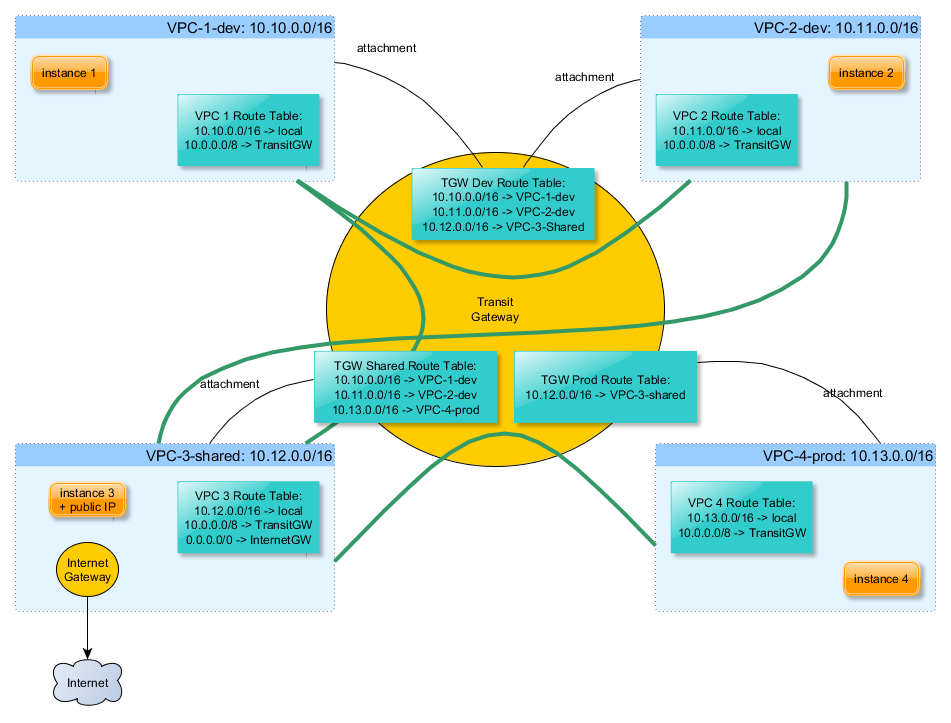 VPC-1-dev: 10.10.0.0/16
instance 1
VPC 1 Route Table:
10.10.0.0/16 -> local
10.0.0.0/8 -> TransitGW
attachment
attachment
VPC-2-dev: 10.11.0.0/16
instance 2
VPC 2 Route Table:
10.11.0.0/16 -> local
10.0.0.0/8 -> TransitGW
TGW Dev Route Table:
10.10.0.0/16 -> VPC-1-dev
10.11.0.0/16 -> VPC-2-dev
10.12.0.0/16 -> VPC-3-Shared
Transit
Gateway
TGW Shared Route Table:
10.10.0.0/16 -> VPC-1-dev
10.11.0.0/16 -> VPC-2-dev
10.13.0.0/16 -> VPC-4-prod
TGW Prod Route Table:
10.12.0.0/16 -> VPC-3-shared
attachment
attachment
VPC-3-shared: 10.12.0.0/16
instance 3
+ public IP
VPC 3 Route Table:
10.12.0.0/16 -> local
10.0.0.0/8 -> TransitGW
0.0.0.0/0 -> InternetGW
Internet
Gateway
Internet
VPC-4-prod: 10.13.0.0/16
VPC 4 Route Table:
10.13.0.0/16 -> local
10.0.0.0/8 -> TransitGW
instance 4